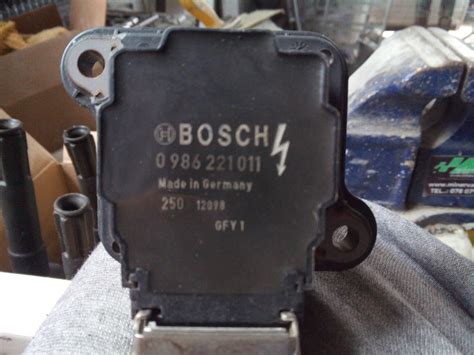 BOSCH
0 986 221 011
Made in Germany
250 12098
GFY1